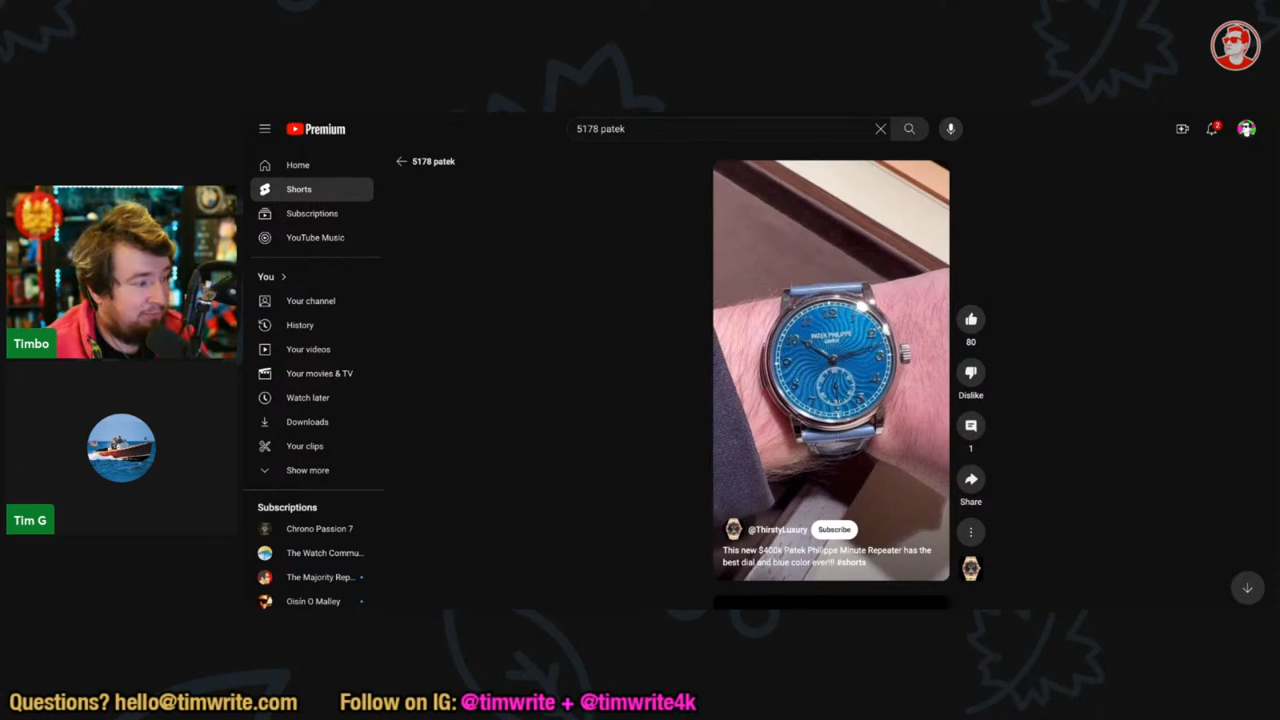 Premium
5178 patek
2
Home
Shorts
Subscriptions
YouTube Music
You
Your channel
History
Your videos
Your movies & TV
Watch later
Downloads
Your clips
Show more
Subscriptions
Chrono Passion 7
The Watch Commu...
The Majority Rep...
Oisín O Malley
5178 patek
PATEK PHILIPPE
GENEVE
80
Dislike
1
Share
@ThirstyLuxury Subscribe
This new $400k Patek Philippe Minute Repeater has the
best dial and blue color ever!!! #shorts
Timbo
Tim G
Questions? hello@timwrite.com
Follow on IG: @timwrite + @timwrite4k